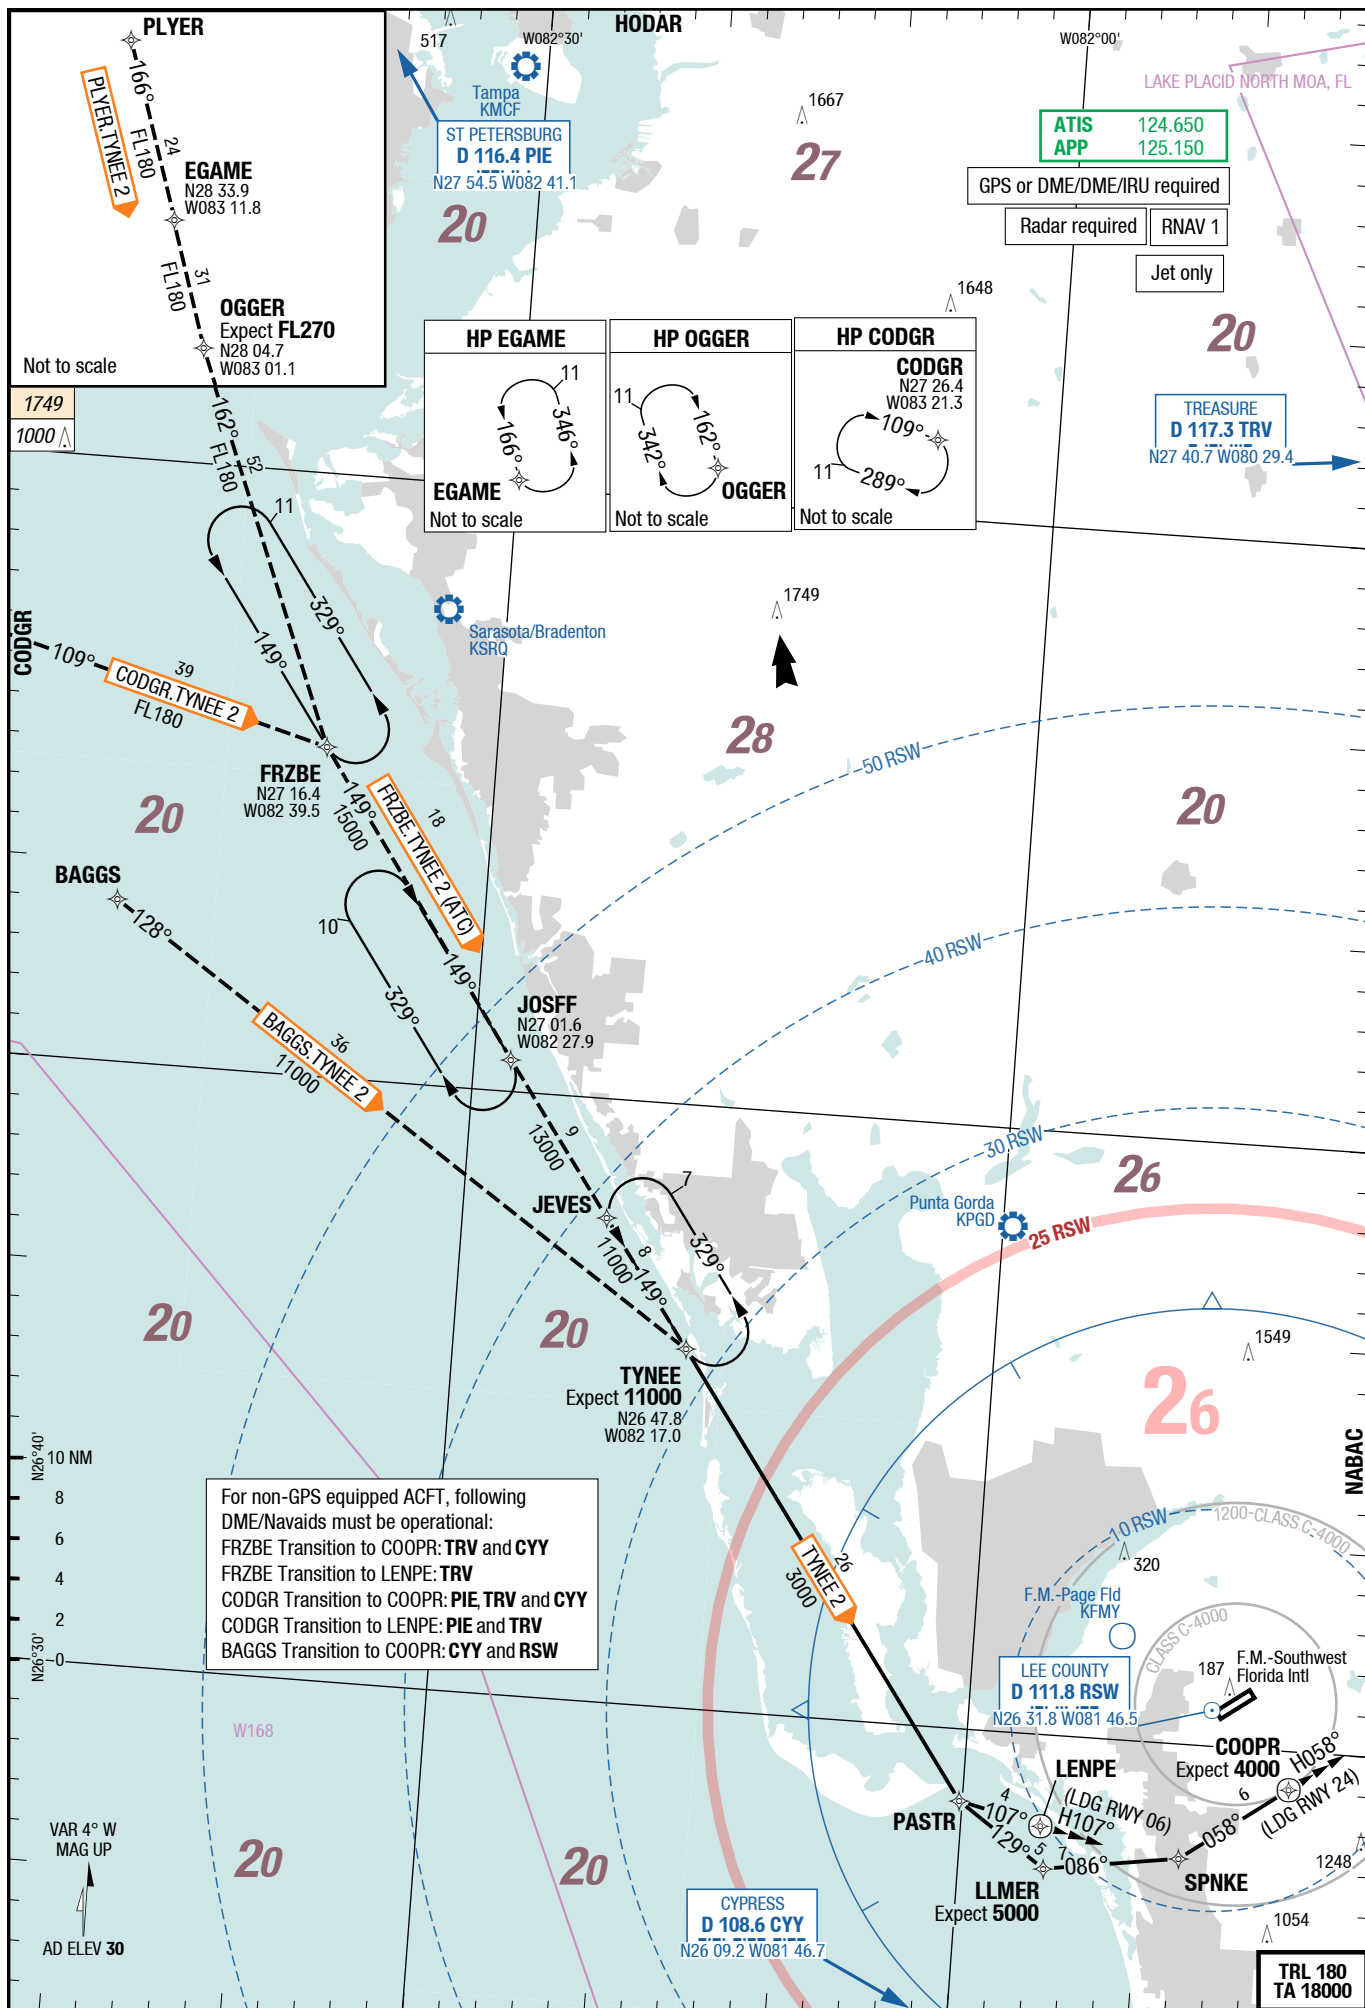 PLYER
166°
PLYER.TYNEE 2
24
FL180
EGAME
N28 33.9
W083 11.8
31
FL180
OGGER
Expect FL270
N28 04.7
W083 01.1
Not to scale
1749
1000
517
W082°30'
HODAR
W082°00'
Tampa
KMCF
ST PETERSBURG
D 116.4 PIE
N27 54.5 W082 41.1
20
1667
27
LAKE PLACID NORTH MOA, FL
ATIS 124.650
APP 125.150
GPS or DME/DME/IRU required
Radar required
RNAV 1
Jet only
1648
20
HP EGAME
11
166°
346°
EGAME
Not to scale
HP OGGER
11
162°
342°
OGGER
Not to scale
HP CODGR
CODGR
N27 26.4
W083 21.3
109°
11
289°
Not to scale
TREASURE
D 117.3 TRV
N27 40.7 W080 29.4
162°
52
FL180
11
329°
149°
1749
Sarasota/Bradenton
KSRQ
CODGR
109°
39
CODGR.TYNEE 2
FL180
28
50 RSW
FRZBE
N27 16.4
W082 39.5
149°
15000
18
FRZBE.TYNEE 2 (ATC)
20
20
BAGGS
128°
10
329°
149°
40 RSW
JOSFF
N27 01.6
W082 27.9
36
BAGGS.TYNEE 2
11000
9
13000
30 RSW
26
JEVES
7
329°
8
11000
149°
Punta Gorda
KPGD
25 RSW
20
20
TYNEE
Expect 11000
N26 47.8
W082 17.0
1549
26
NABAC
N26°40'
10 NM
8
6
4
2
0
N26°30'
For non-GPS equipped ACFT, following
DME/Navaids must be operational:
FRZBE Transition to COOPR: TRV and CYY
FRZBE Transition to LENPE: TRV
CODGR Transition to COOPR: PIE, TRV and CYY
CODGR Transition to LENPE: PIE and TRV
BAGGS Transition to COOPR: CYY and RSW
26
TYNEE 2
3000
10 RSW
1200-CLASS C-4000
320
F.M.-Page Fld
KFMY
CLASS C-4000
LEE COUNTY
D 111.8 RSW
N26 31.8 W081 46.5
187
F.M.-Southwest
Florida Intl
W168
COOPR
Expect 4000
H058°
(LDG RWY 24)
LENPE
(LDG RWY 06)
4
107°
H107°
PASTR
129°
5
7
086°
6
058°
LLMER
Expect 5000
SPNKE
1248
VAR 4° W
MAG UP
AD ELEV 30
20
20
CYPRESS
D 108.6 CYY
N26 09.2 W081 46.7
1054
TRL 180
TA 18000